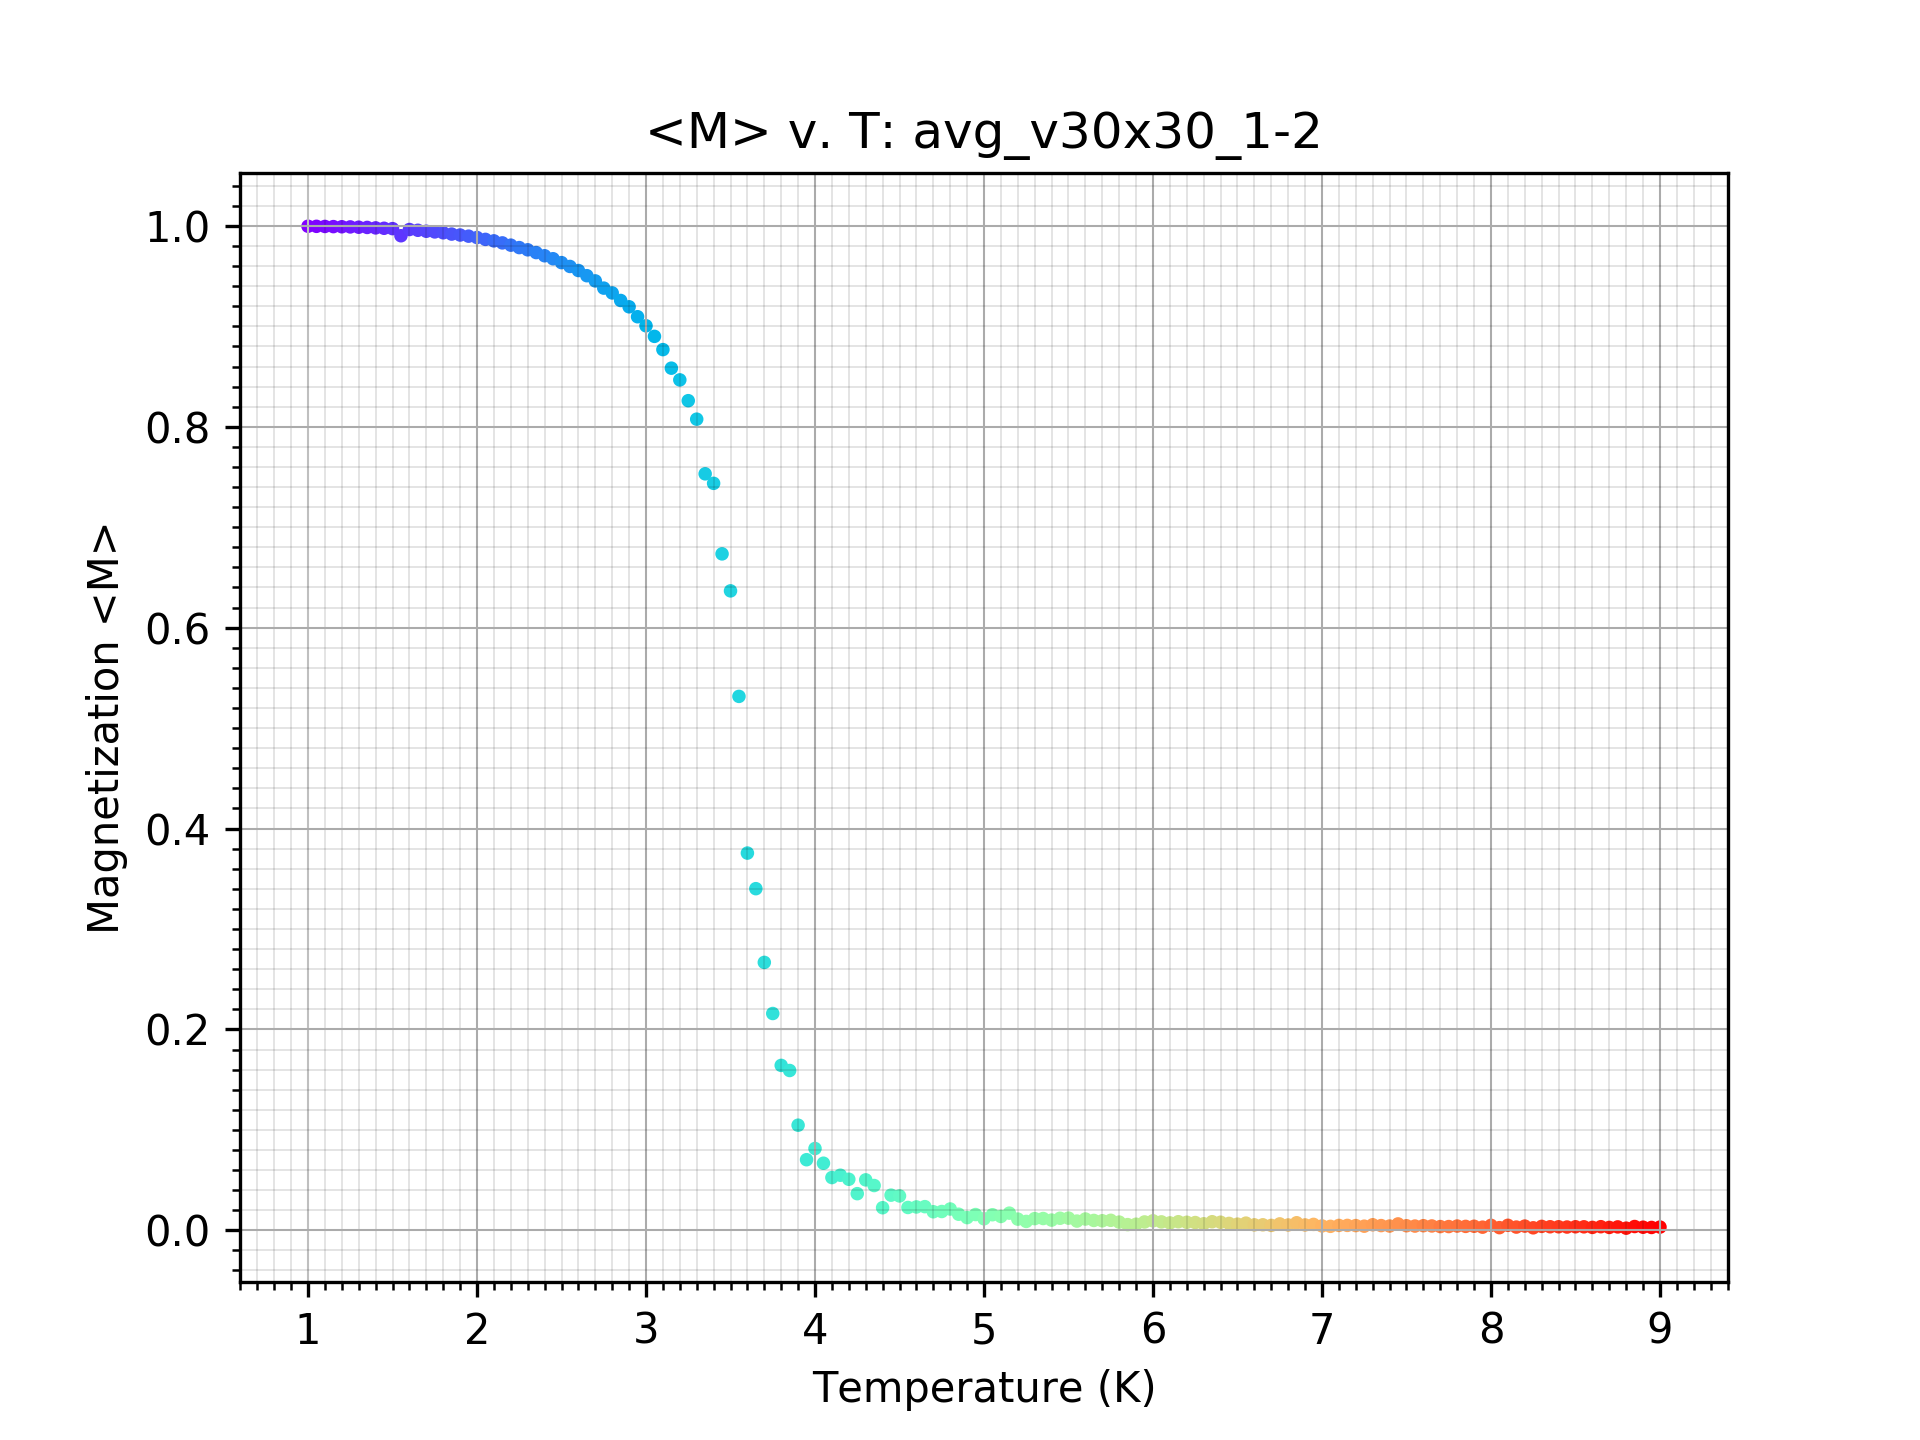 <M> v. T: avg_v30x30_1-2
Magnetization <M>
1.0
0.8
0.6
0.4
0.2
0.0
1 2 3 4 5 6 7 8 9
Temperature (K)